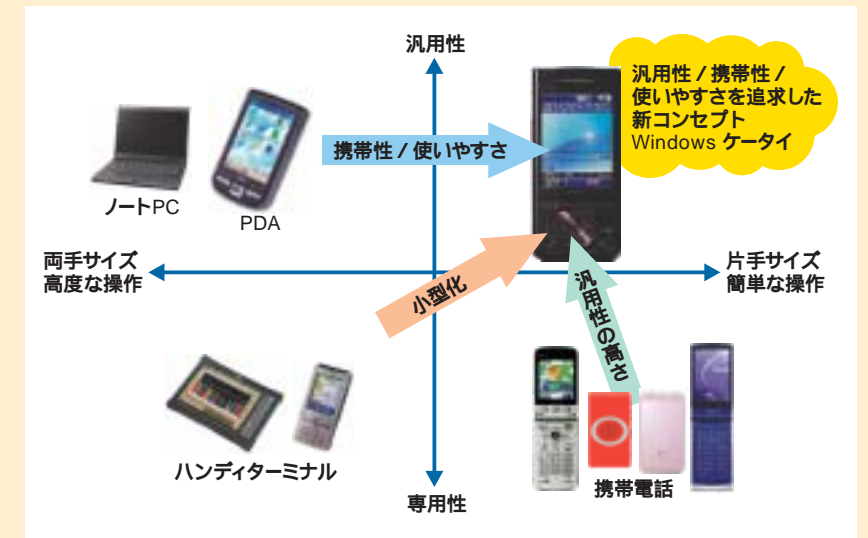 汎用性
汎用性 / 携帯性 /
使いやすさを追求した
新コンセプト
Windows ケータイ
携帯性 / 使いやすさ
ノートPC
PDA
両手サイズ
高度な操作
片手サイズ
簡単な操作
小型化
汎用性の高さ
ハンディターミナル
携帯電話
専用性